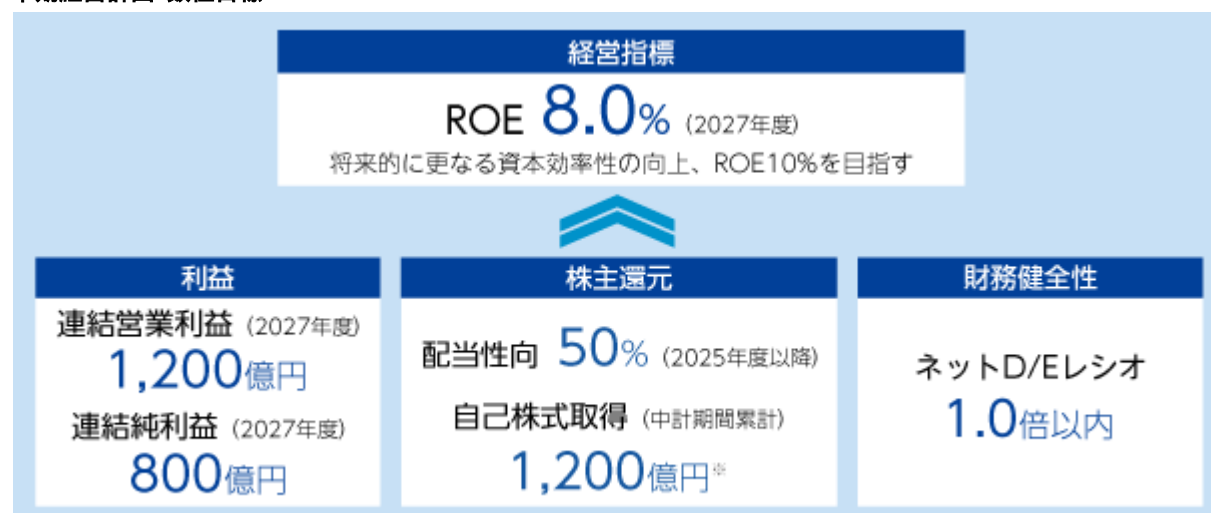 経営指標
ROE 8.0% (2027年度)
将来的に更なる資本効率性の向上、ROE10%を目指す
利益
連結営業利益 (2027年度)
1,200億円
連結純利益 (2027年度)
800億円
株主還元
配当性向 50% (2025年度以降)
自己株式取得 (中計期間累計)
1,200億円※
財務健全性
ネットD/Eレシオ
1.0倍以内